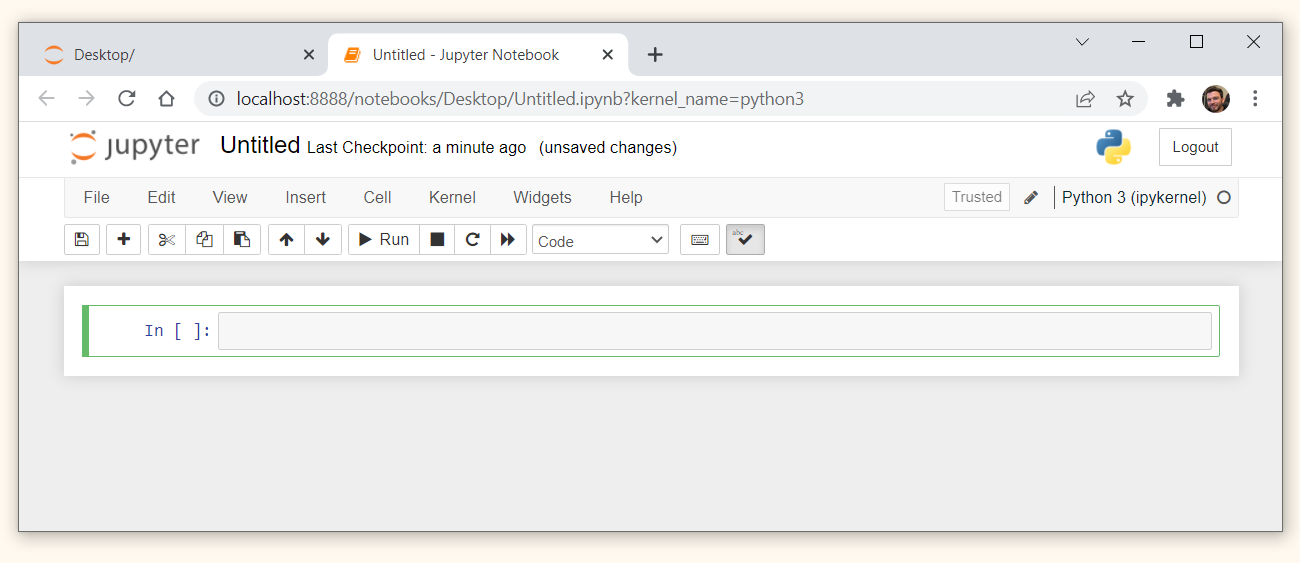 Desktop/
Untitled - Jupyter Notebook
localhost:8888/notebooks/Desktop/Untitled.ipynb?kernel_name=python3
jupyter Untitled Last Checkpoint: a minute ago (unsaved changes)
Logout
File Edit View Insert Cell Kernel Widgets Help
Trusted
Python 3 (ipykernel)
Run
Code
abc
In [ ]: